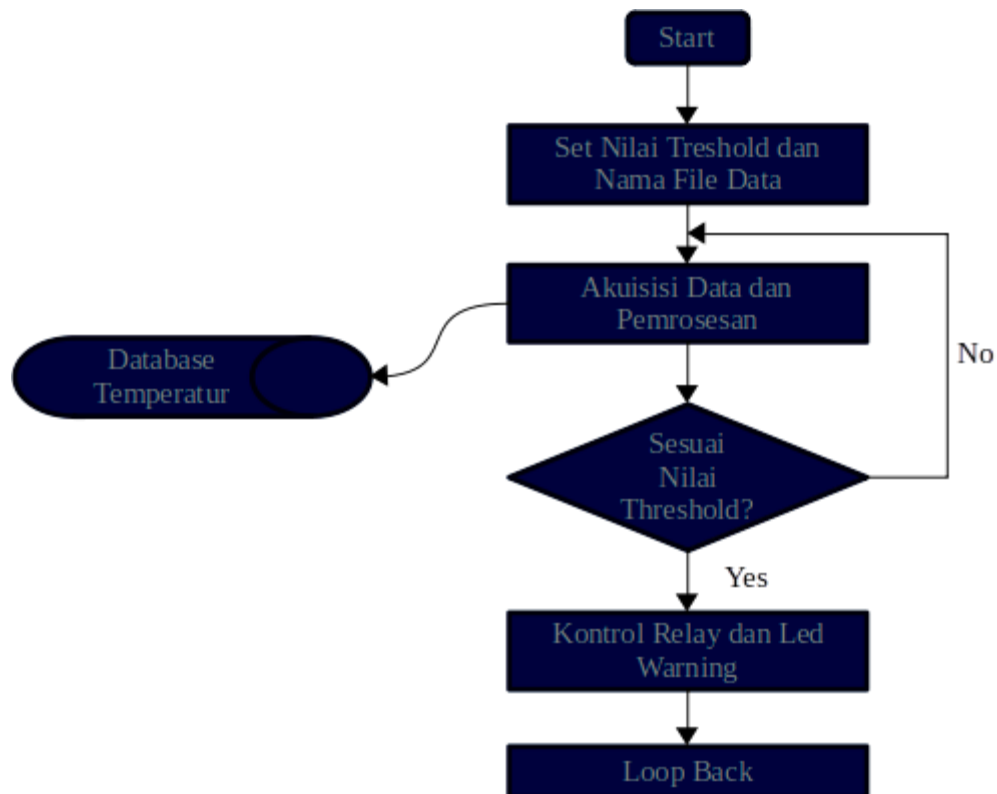 Start
Set Nilai Treshold dan
Nama File Data
Akuisisi Data dan
Pemrosesan
Database
Temperatur
No
Sesuai
Nilai
Threshold?
Yes
Kontrol Relay dan Led
Warning
Loop Back